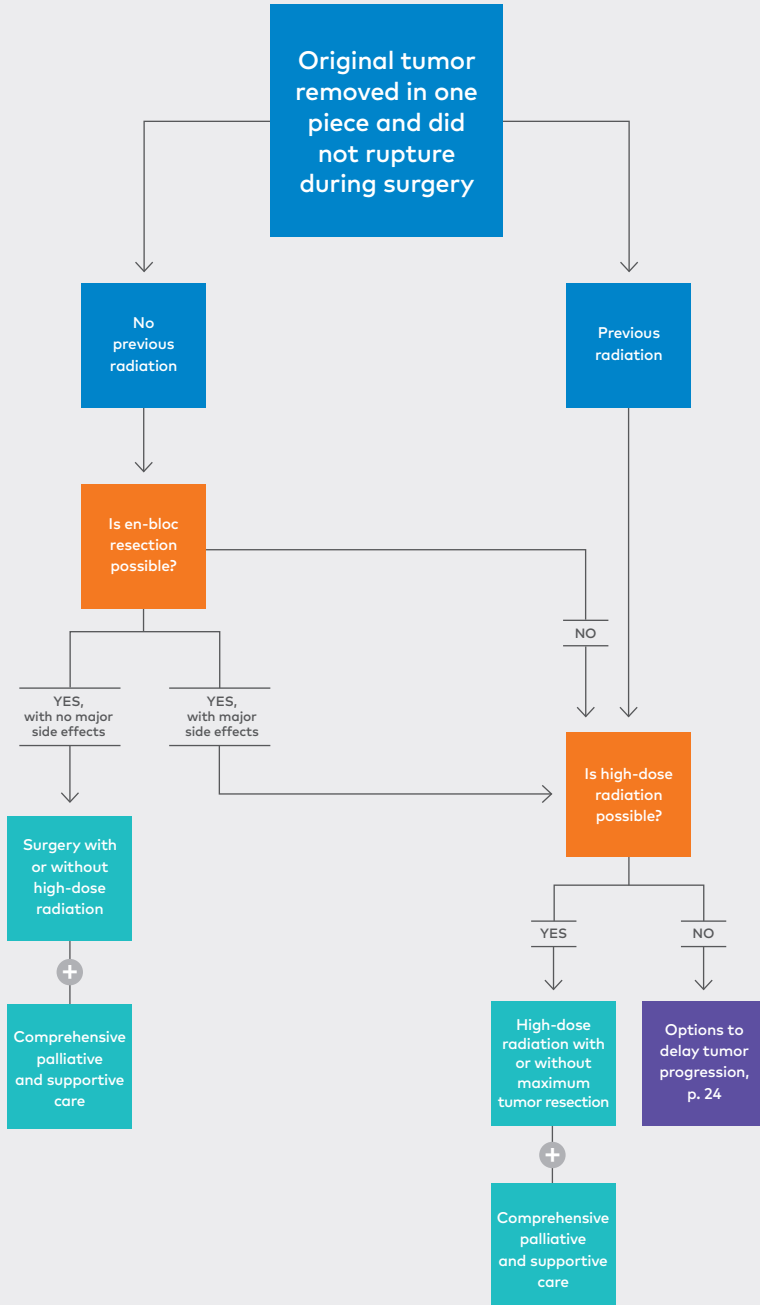 Original tumor
removed in one
piece and did
not rupture
during surgery
No
previous
radiation
Previous
radiation
Is en-bloc
resection
possible?
NO
YES,
with no major
side effects
YES,
with major
side effects
Is high-dose
radiation
possible?
Surgery with
or without
high-dose
radiation
YES
NO
+
Comprehensive
palliative
and supportive
care
High-dose
radiation with
or without
maximum
tumor resection
Options to
delay tumor
progression,
p. 24
+
Comprehensive
palliative
and supportive
care